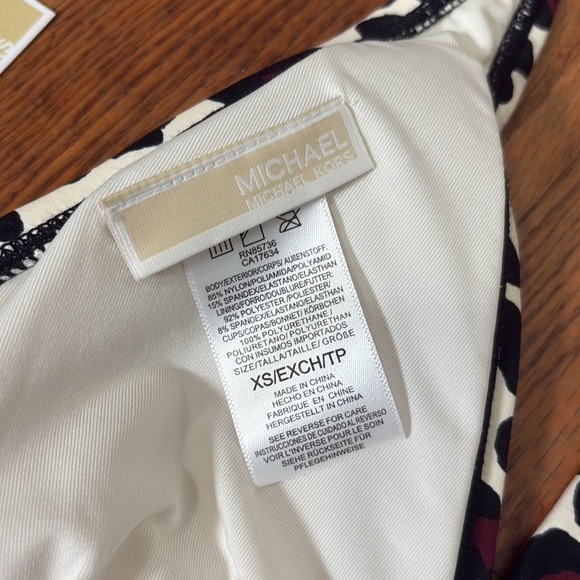 MICHAEL
MICHAEL KORS
RN85736
CA17634
BODY/EXTERIOR/CORPS/ AUßENSTOFF:
85% NYLON/POLIAMIDA/POLYAMID
15% SPANDEX/ELASTANO/ELASTHAN
LINING/FORRO/DOUBLURE/FUTTER:
92% POLYESTER/POLIESTER/
8% SPANDEX/ELASTANO/ELASTHAN
CUPS/COPAS/BONNET/ KÖRBCHEN
100% POLYURETHANE /
POLIURETANO / POLYURETHAN
CON INSUMOS IMPORTADOS
SIZE/TALLA/TAILLE/ GRÖßE
XS/EXCH/TP
MADE IN CHINA
HECHO EN CHINA
FABRIQUE EN CHINE
HERGESTELLT IN CHINA
SEE REVERSE FOR CARE
INSTRUCCIONES DE CUIDADO AL REVERSO
VOIR L'INVERSE POUR LE SOIN
SIEHE RÜCKSEITE FÜR
PFLEGEHINWEISE